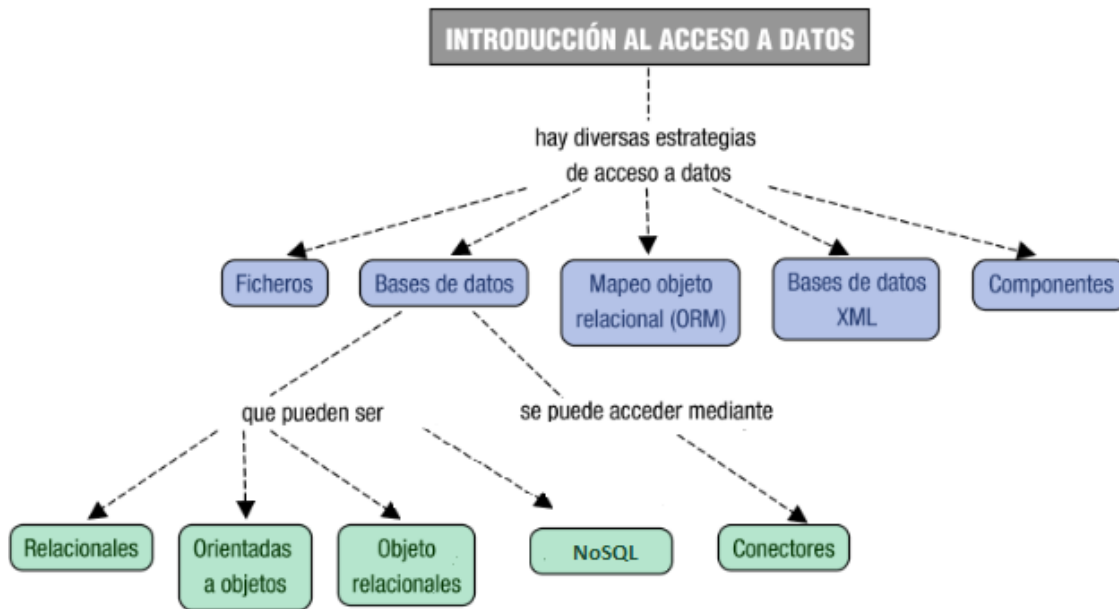 INTRODUCCIÓN AL ACCESO A DATOS
hay diversas estrategias
de acceso a datos
Ficheros
Bases de datos
Mapeo objeto
relacional (ORM)
Bases de datos
XML
Componentes
que pueden ser
se puede acceder mediante
Relacionales
Orientadas
a objetos
Objeto
relacionales
NoSQL
Conectores